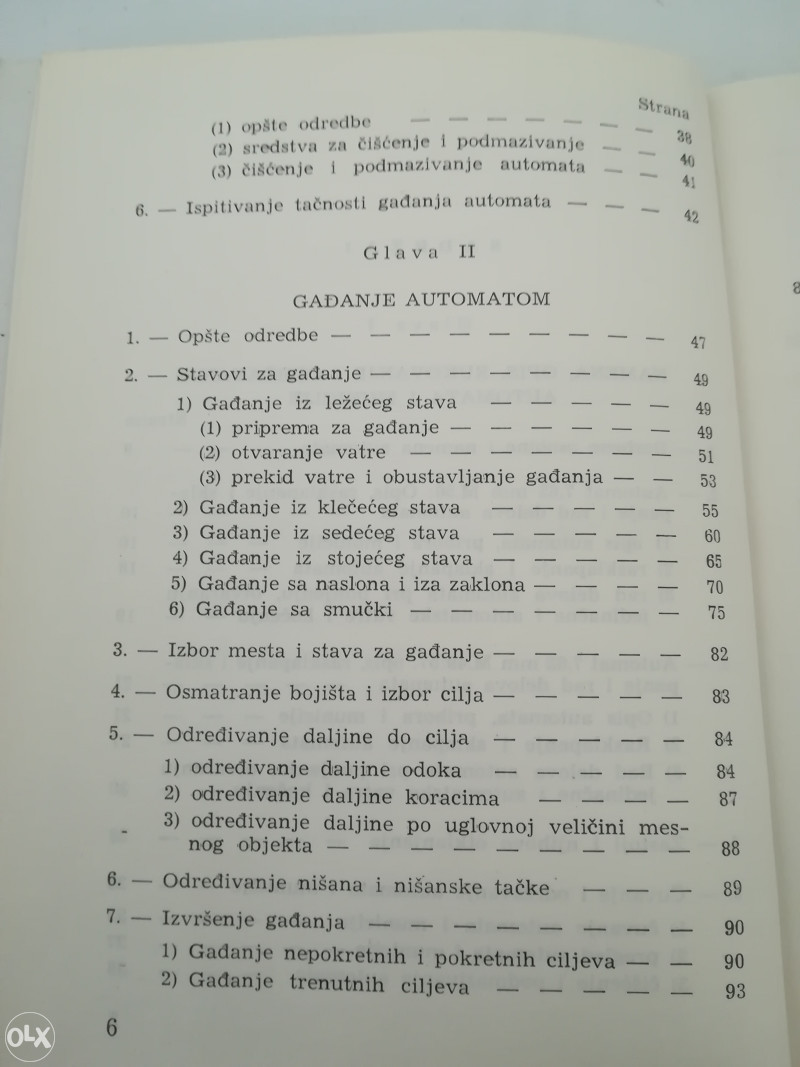 Strana
(1) opšte odredbe — — — — — — — 38
(2) sredstva za čišćenje i podmazivanje — — 40
(3) čišćenje i podmazivanje automata — — 41
6. — Ispitivanje tačnosti gađanja automata — — — 42
Glava II
GAĐANJE AUTOMATOM
1. — Opšte odredbe — — — — — — — — — 47
2. — Stavovi za gađanje — — — — — — — — 49
1) Gađanje iz ležećeg stava — — — — — 49
(1) priprema za gađanje — — — — — — 49
(2) otvaranje vatre — — — — — — — 51
(3) prekid vatre i obustavljanje gađanja — — 53
2) Gađanje iz klečećeg stava — — — — — 55
3) Gađanje iz sedećeg stava — — — — — 60
4) Gađanje iz stojećeg stava — — — — — 65
5) Gađanje sa naslona i iza zaklona — — — — 70
6) Gađanje sa smučki — — — — — — — 75
3. — Izbor mesta i stava za gađanje — — — — — 82
4. — Osmatranje bojišta i izbor cilja — — — — — 83
5. — Određivanje daljine do cilja — — — — — 84
1) određivanje daljine odoka — — — — — 84
2) određivanje daljine koracima — — — — 87
3) određivanje daljine po uglovnoj veličini mes-
nog objekta — — — — — — — — — 88
6. — Određivanje nišana i nišanske tačke — — — 89
7. — Izvršenje gađanja — — — — — — — — 90
1) Gađanje nepokretnih i pokretnih ciljeva — — 90
2) Gađanje trenutnih ciljeva — — — — — 93
6
OLX